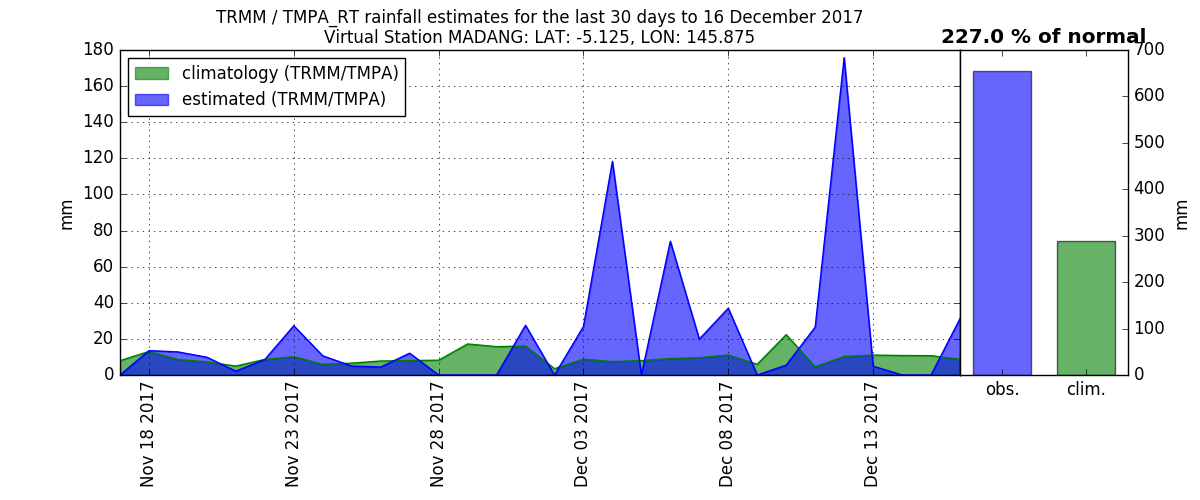 TRMM / TMPA_RT rainfall estimates for the last 30 days to 16 December 2017
Virtual Station MADANG: LAT: -5.125, LON: 145.875
227.0 % of normal
climatology (TRMM/TMPA)
estimated (TRMM/TMPA)
180
160
140
120
100
80
60
40
20
0
mm
Nov 18 2017
Nov 23 2017
Nov 28 2017
Dec 03 2017
Dec 08 2017
Dec 13 2017
700
600
500
400
300
200
100
0
mm
obs.
clim.